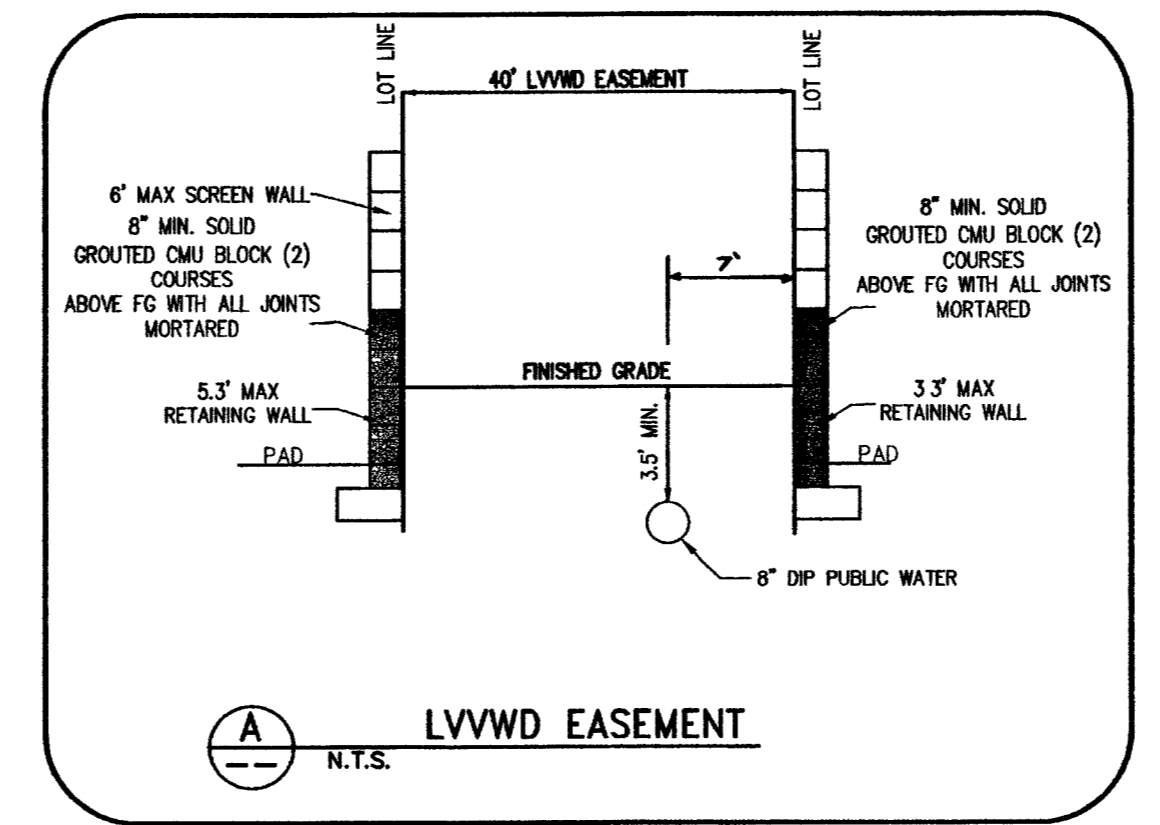 LOT LINE
LOT LINE
40' LVVWD EASEMENT
6' MAX SCREEN WALL
8" MIN. SOLID
GROUTED CMU BLOCK (2)
COURSES
ABOVE FG WITH ALL JOINTS
MORTARED
8" MIN. SOLID
GROUTED CMU BLOCK (2)
COURSES
ABOVE FG WITH ALL JOINTS
MORTARED
7'
FINISHED GRADE
5.3' MAX
RETAINING WALL
3 3' MAX
RETAINING WALL
3.5' MIN.
PAD
PAD
8" DIP PUBLIC WATER
A
--
LVVWD EASEMENT
N.T.S.